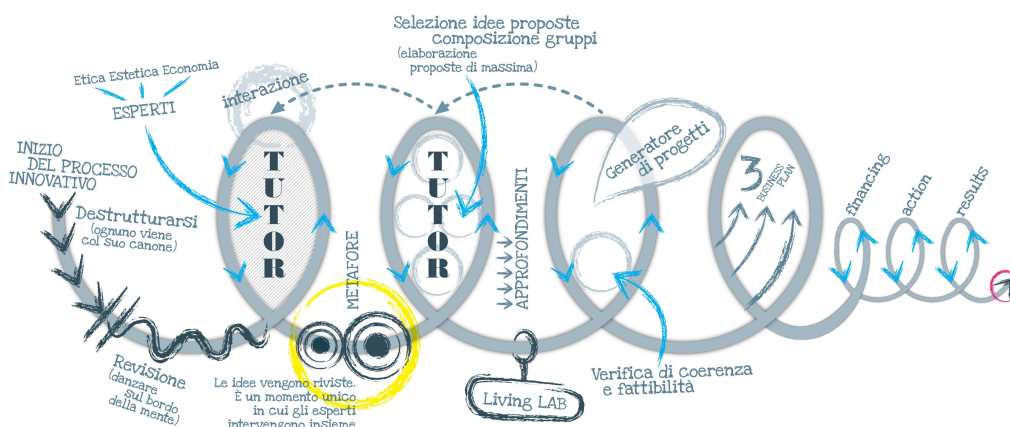 Selezione idee proposte
composizione gruppi
(elaborazione
proposte di massima)
Etica Estetica Economia
ESPERTI
interazione
INIZIO
DEL PROCESSO
INNOVATIVO
Destrutturarsi
(ognuno viene
col suo canone)
Revisione
(danzare
sul bordo
della mente)
TUTOR
METAFORE
Le idee vengono riviste.
È un momento unico
in cui gli esperti
intervengono insieme
TUTOR
APPROFONDIMENTI
Living LAB
Generatore
di progetti
Verifica di coerenza
e fattibilità
3
BUSINESS
PLAN
financing
action
results